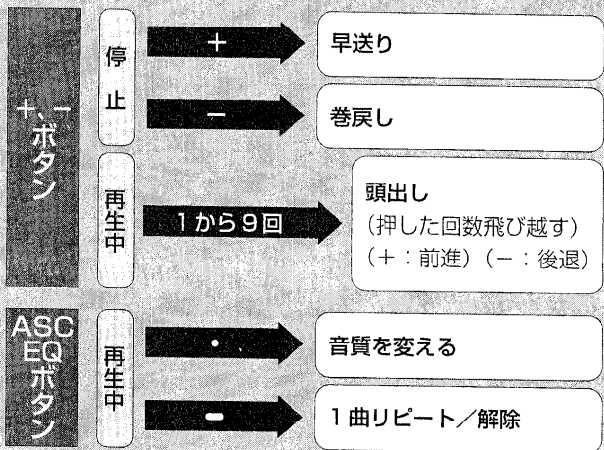 +、−ボタン
停止
+
早送り
−
巻戻し
再生中
1から9回
頭出し
(押した回数飛び越す)
(+:前進)(−:後退)
ASC
EQ
ボタン
再生中
・
音質を変える
━
1曲リピート/解除